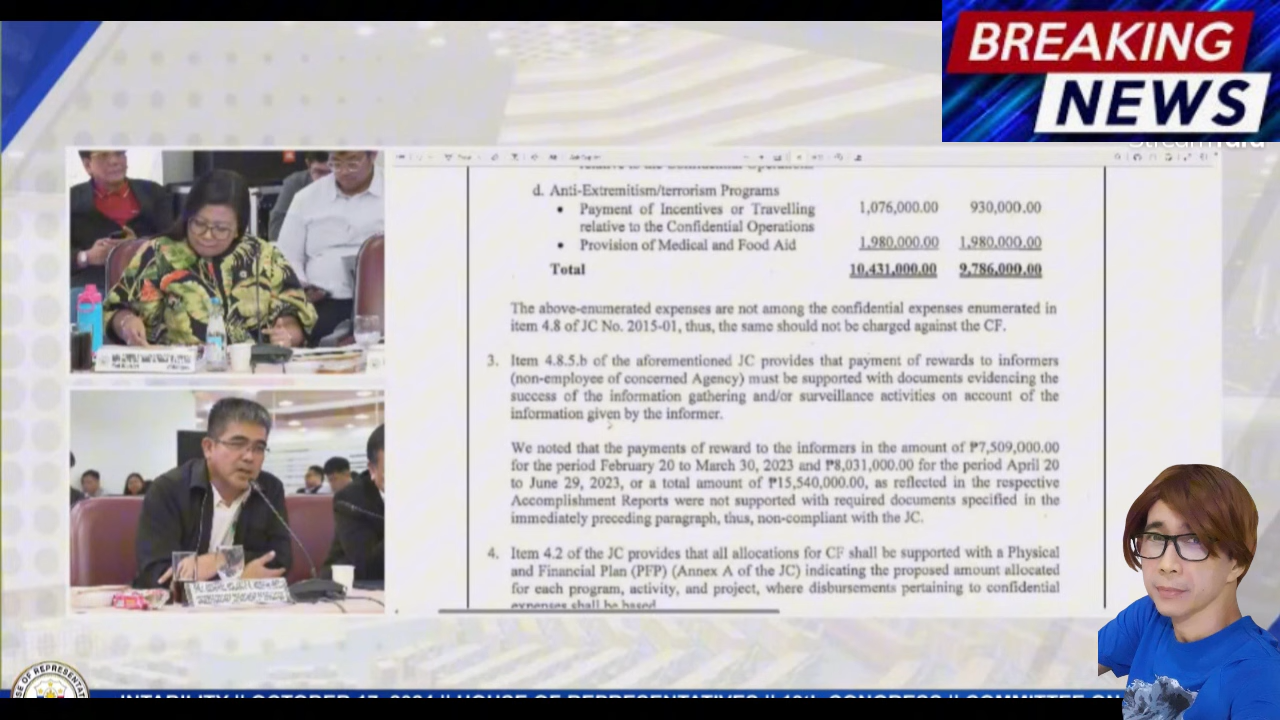 BREAKING
NEWS
d. Anti-Extremitism/terrorism Programs
• Payment of Incentives or Travelling 1,076,000.00 930,000.00
relative to the Confidential Operations
• Provision of Medical and Food Aid 1,980,000.00 1,980,000.00
Total 10,431,000.00 9,786,000.00
The above-enumerated expenses are not among the confidential expenses enumerated in
item 4.8 of JC No. 2015-01, thus, the same should not be charged against the CF.
3. Item 4.8.5.b of the aforementioned JC provides that payment of rewards to informers
(non-employee of concerned Agency) must be supported with documents evidencing the
success of the information gathering and/or surveillance activities on account of the
information given by the informer.
We noted that the payments of reward to the informers in the amount of ₱7,509,000.00
for the period February 20 to March 30, 2023 and ₱8,031,000.00 for the period April 20
to June 29, 2023, or a total amount of ₱15,540,000.00, as reflected in the respective
Accomplishment Reports were not supported with required documents specified in the
immediately preceding paragraph, thus, non-compliant with the JC.
4. Item 4.2 of the JC provides that all allocations for CF shall be supported with a Physical
and Financial Plan (PFP) (Annex A of the JC) indicating the proposed amount allocated
for each program, activity, and project, where disbursements pertaining to confidential
expenses shall be based.